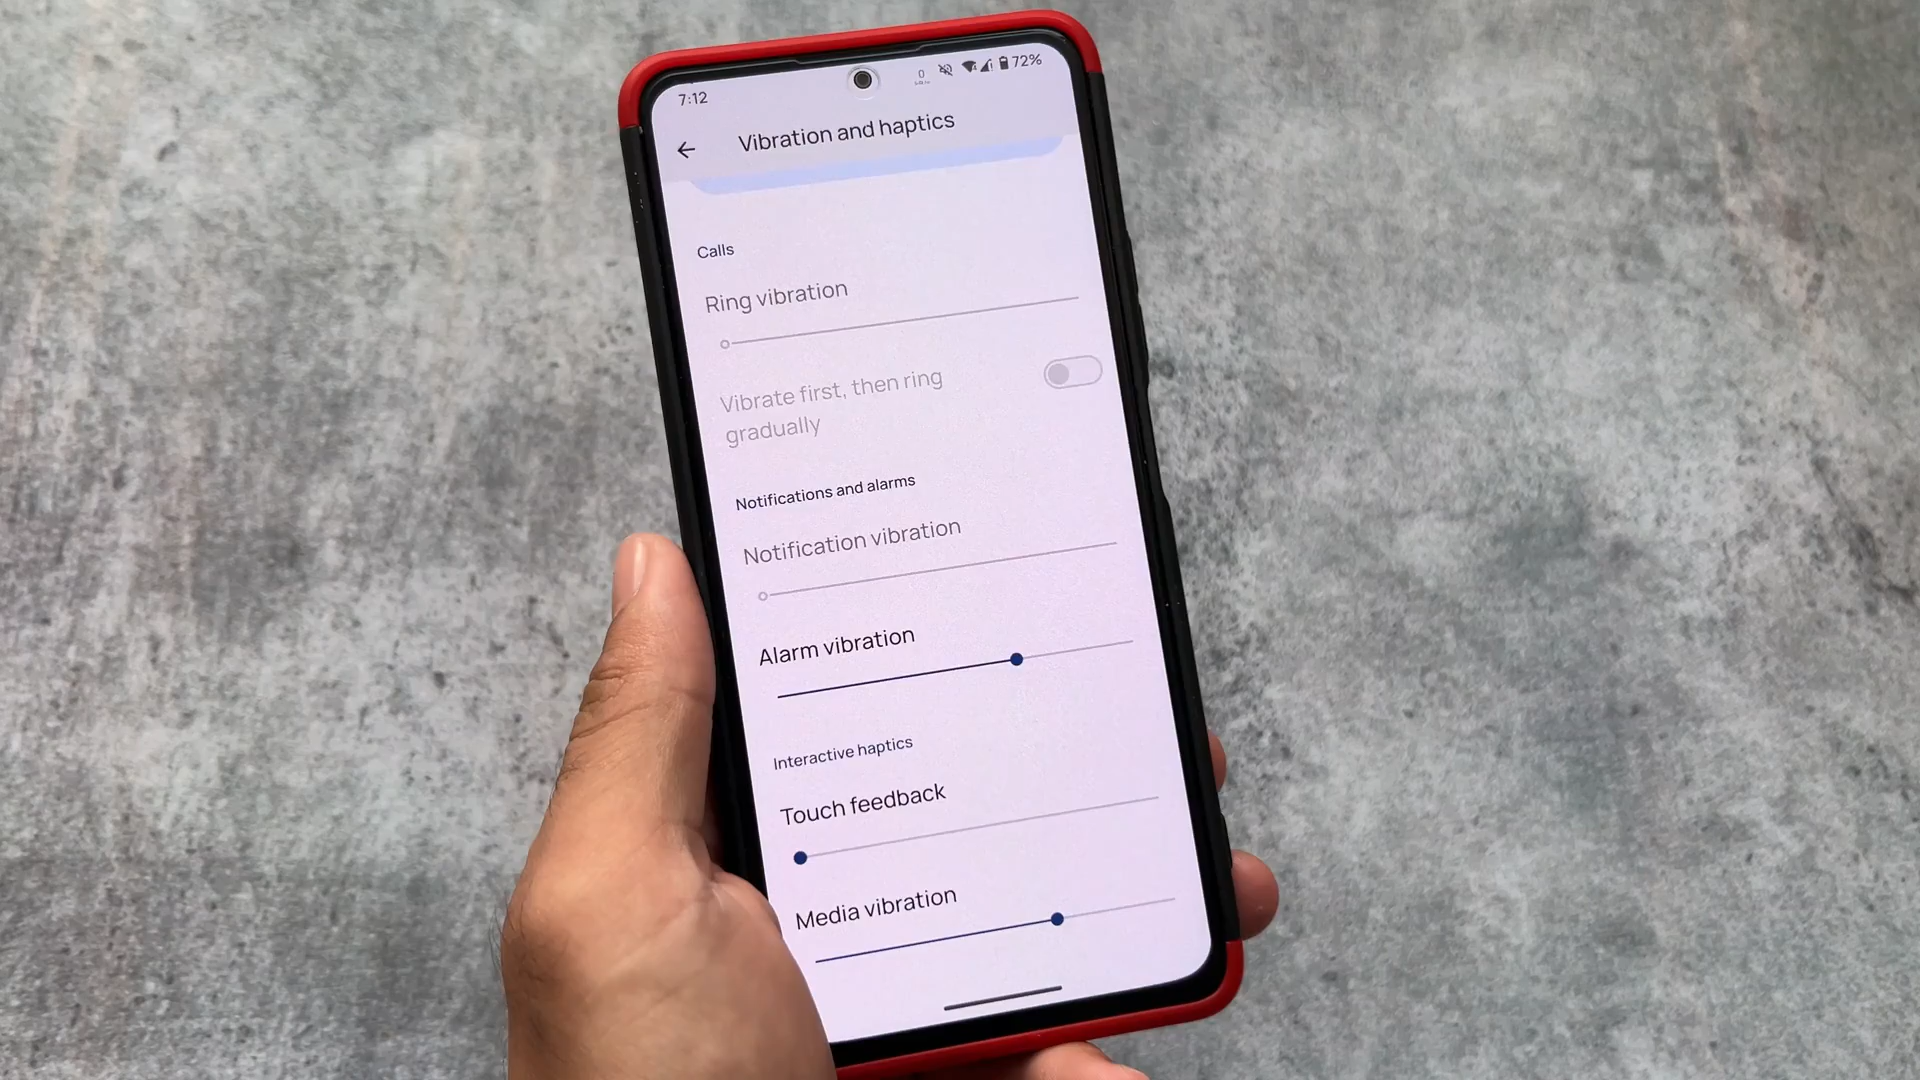 7:12
0
72%
Vibration and haptics
Calls
Ring vibration
Vibrate first, then ring
gradually
Notifications and alarms
Notification vibration
Alarm vibration
Interactive haptics
Touch feedback
Media vibration